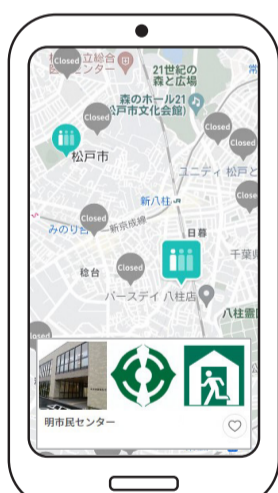 Closed
立総合
センター
21世紀の
森と広場
森のホール21
松戸市文化会館)
Closed
Closed
Closed
松戸市
ユニディ 松戸と
Closed
新八柱
Closed
みのり台
新京成線
日暮
千葉県
稔台
Closed
バースデイ 八柱店
八柱霊園
明市民センター